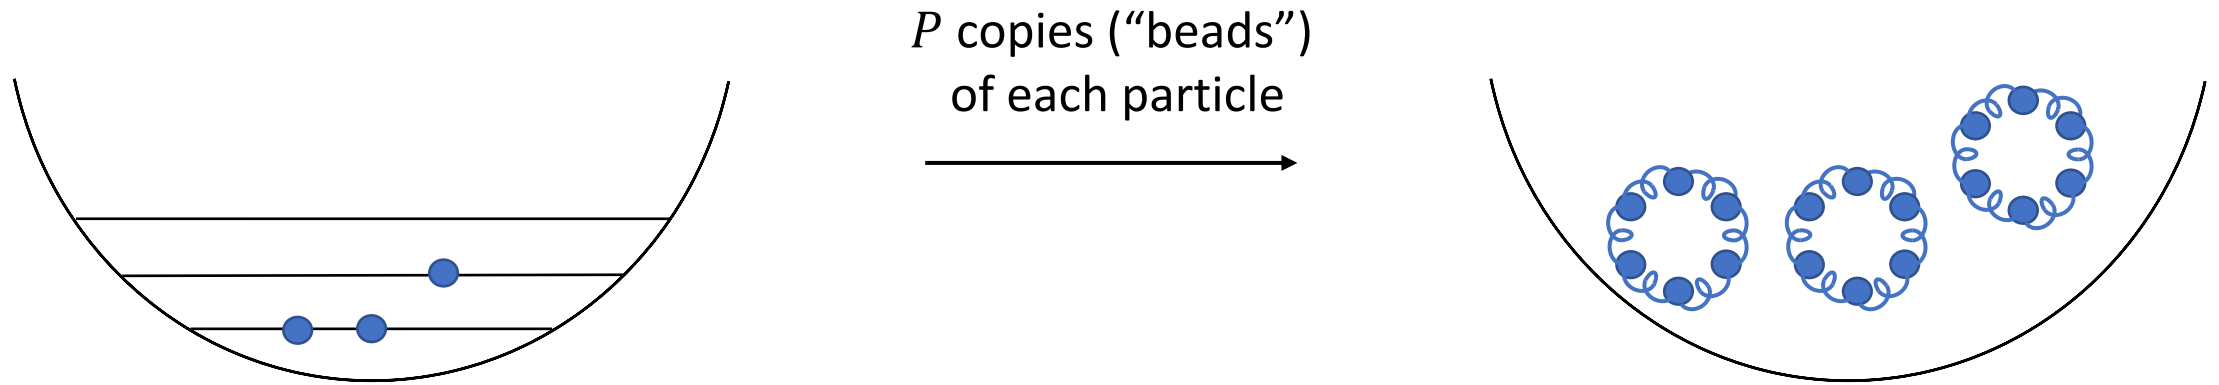 P copies (“beads”)
of each particle